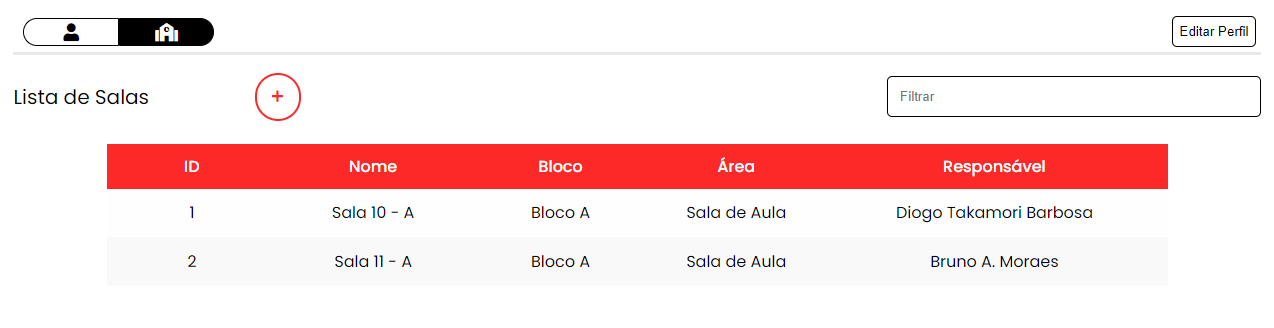 Editar Perfil
Lista de Salas + Filtrar
ID Nome Bloco Área Responsável
1 Sala 10 - A Bloco A Sala de Aula Diogo Takamori Barbosa
2 Sala 11 - A Bloco A Sala de Aula Bruno A. Moraes